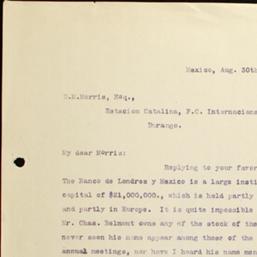 Mexico, Aug. 30th
D.M.Morris, Esq.,
Estacion Catalina, F.C. Internaciona
Durango.
My dear Morris:
Replying to your favor
The Banco de Londres y Mexico is a large insti
capital of $21,000,000., which is held partly
and partly in Europe. It is quite impossible
Mr. Chas. Belmont owns any of the stock of the
never seen his name appear among those of the
annual meetings, nor have I heard his name men